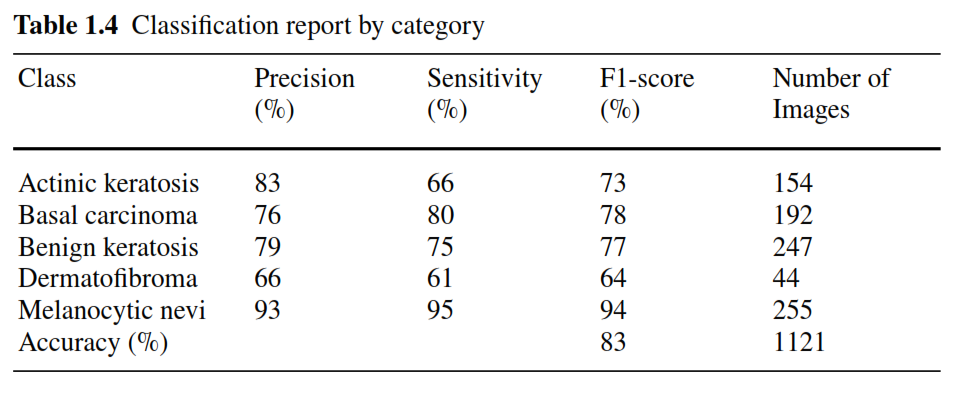 Table 1.4 Classification report by category
Class Precision (%) Sensitivity (%) F1-score (%) Number of Images
Actinic keratosis 83 66 73 154
Basal carcinoma 76 80 78 192
Benign keratosis 79 75 77 247
Dermatofibroma 66 61 64 44
Melanocytic nevi 93 95 94 255
Accuracy (%) 83 1121